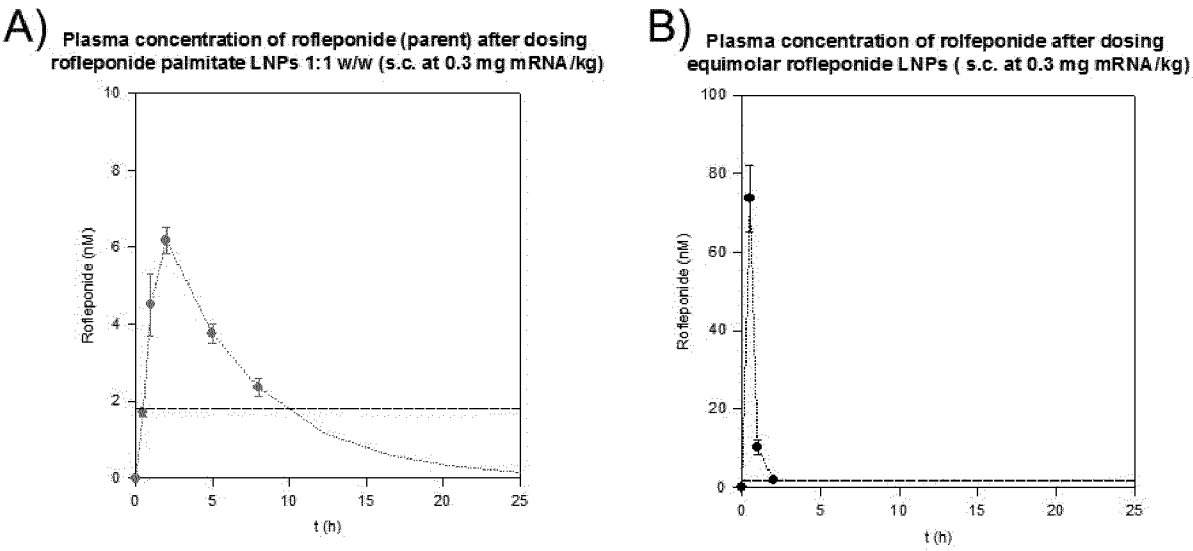 A)
Plasma concentration of rofleponide (parent) after dosing
rofleponide palmitate LNPs 1:1 w/w (s.c. at 0.3 mg mRNA/kg)
10
8
6
4
2
0
Rofleponide (nM)
0 5 10 15 20 25
t (h)
B)
Plasma concentration of rolfeponide after dosing
equimolar rofleponide LNPs ( s.c. at 0.3 mg mRNA/kg)
100
80
60
40
20
0
Rofleponide (nM)
0 5 10 15 20 25
t (h)